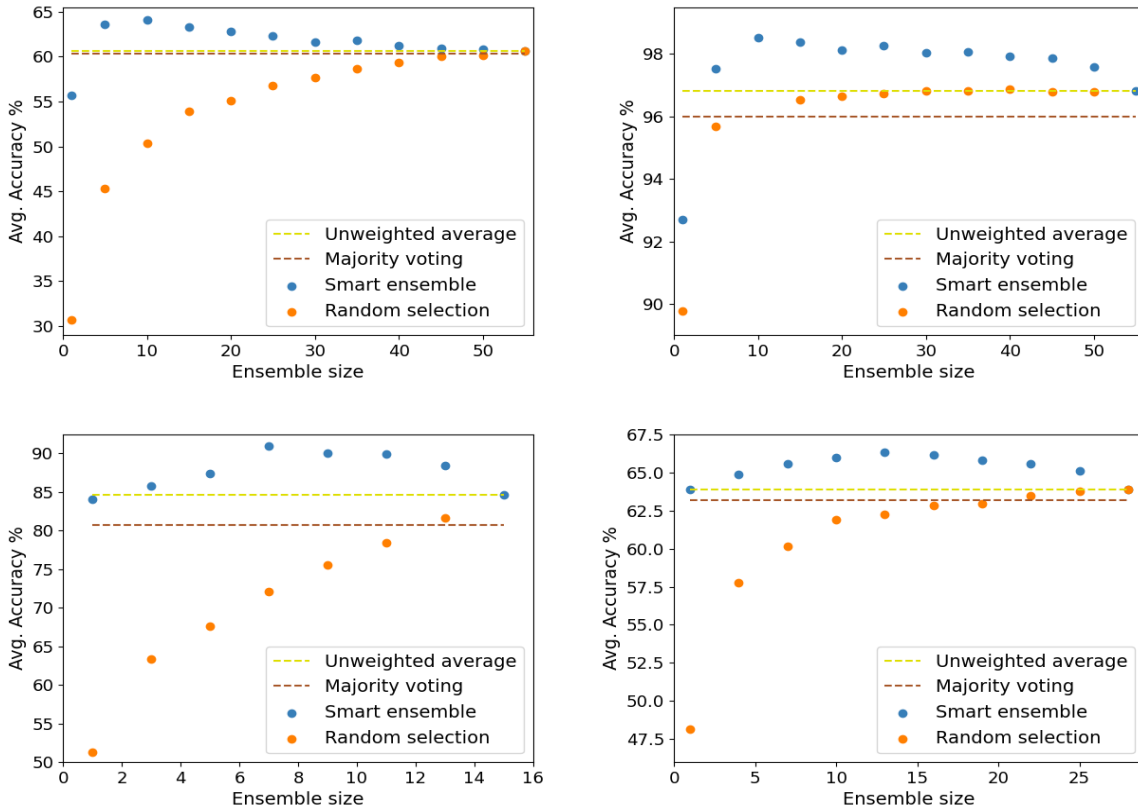 65
60
55
50
45
40
35
30
Avg. Accuracy %
Unweighted average
Majority voting
Smart ensemble
Random selection
0 10 20 30 40 50
Ensemble size
98
96
94
92
90
Avg. Accuracy %
Unweighted average
Majority voting
Smart ensemble
Random selection
0 10 20 30 40 50
Ensemble size
90
85
80
75
70
65
60
55
50
Avg. Accuracy %
Unweighted average
Majority voting
Smart ensemble
Random selection
0 2 4 6 8 10 12 14 16
Ensemble size
67.5
65.0
62.5
60.0
57.5
55.0
52.5
50.0
47.5
Avg. Accuracy %
Unweighted average
Majority voting
Smart ensemble
Random selection
0 5 10 15 20 25
Ensemble size